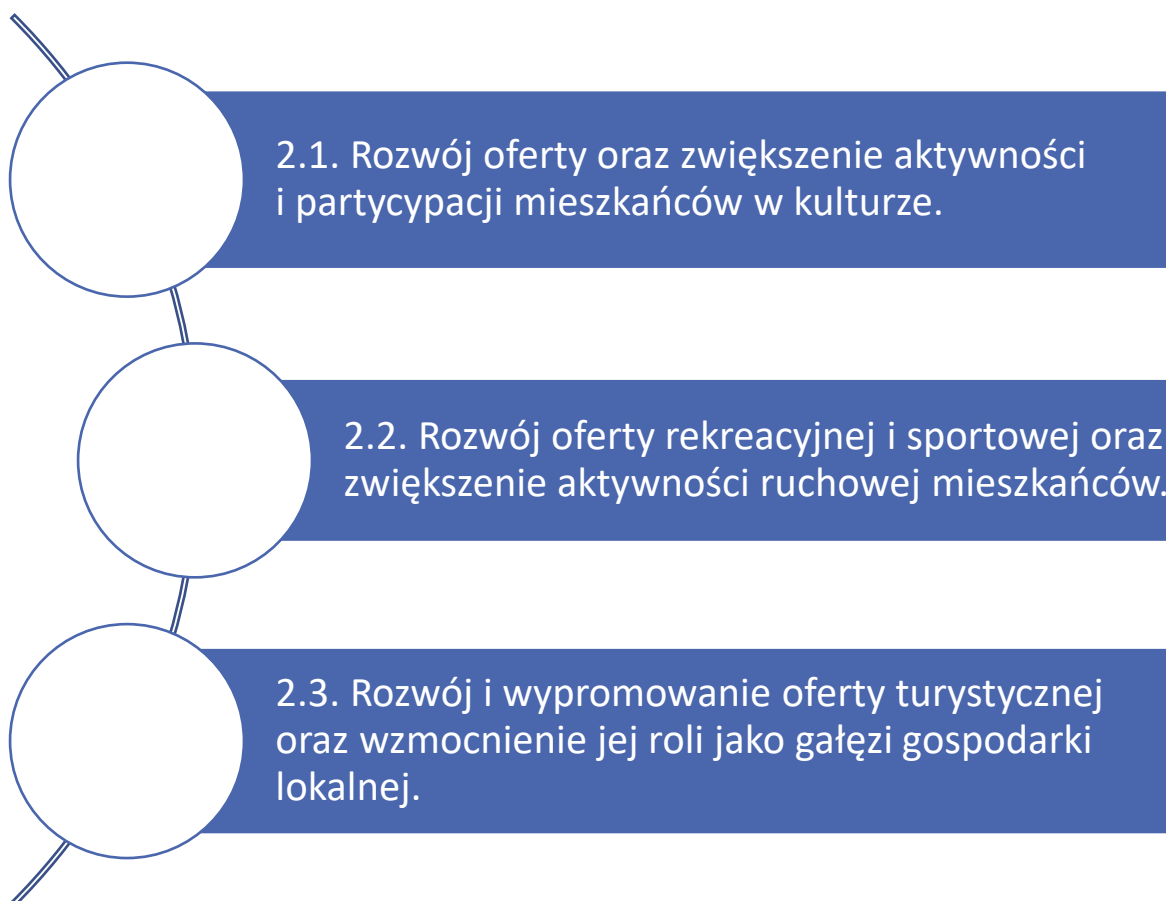 2.1. Rozwój oferty oraz zwiększenie aktywności
i partycypacji mieszkańców w kulturze.
2.2. Rozwój oferty rekreacyjnej i sportowej oraz
zwiększenie aktywności ruchowej mieszkańców.
2.3. Rozwój i wypromowanie oferty turystycznej
oraz wzmocnienie jej roli jako gałęzi gospodarki
lokalnej.